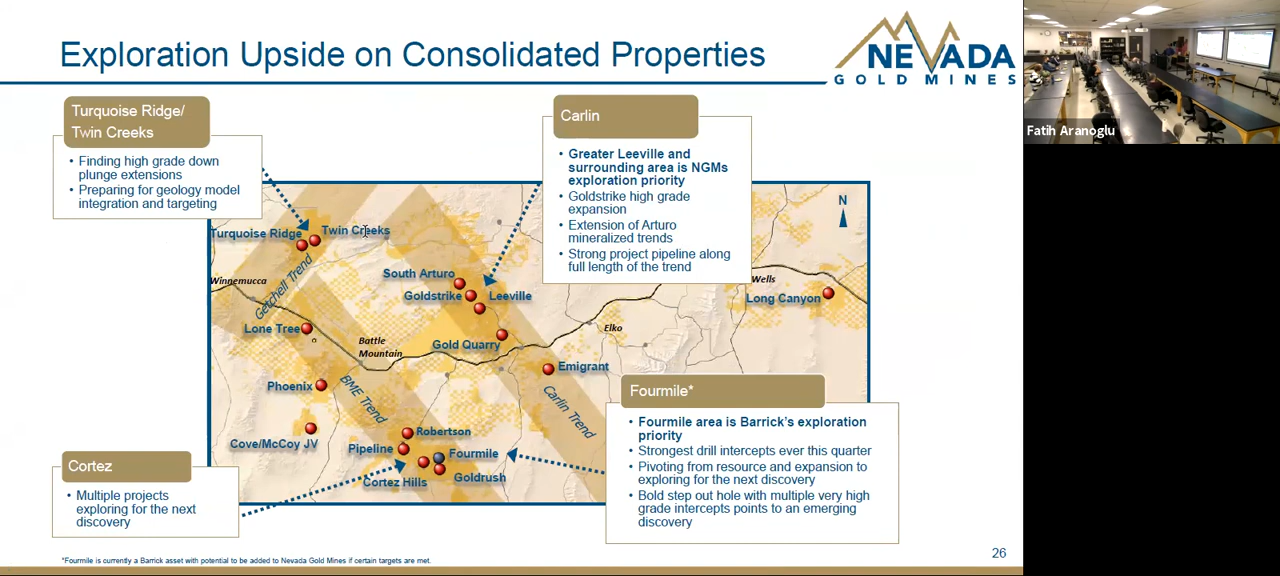 Exploration Upside on Consolidated Properties
NEVADA
GOLD MINES
Fatih Aranoglu
Turquoise Ridge/
Twin Creeks
• Finding high grade down
plunge extensions
• Preparing for geology model
integration and targeting
Carlin
• Greater Leeville and
surrounding area is NGMs
exploration priority
• Goldstrike high grade
expansion
• Extension of Arturo
mineralized trends
• Strong project pipeline along
full length of the trend
N
Turquoise Ridge
Twin Creeks
Winnemucca
Getchell Trend
South Arturo
Goldstrike
Leeville
Wells
Long Canyon
Lone Tree
Battle
Mountain
Gold Quarry
Elko
Emigrant
Phoenix
BME Trend
Carlin Trend
Cove/McCoy JV
Robertson
Pipeline
Fourmile
Cortez Hills
Goldrush
Fourmile*
• Fourmile area is Barrick's exploration
priority
• Strongest drill intercepts ever this quarter
• Pivoting from resource and expansion to
exploring for the next discovery
• Bold step out hole with multiple very high
grade intercepts points to an emerging
discovery
Cortez
• Multiple projects
exploring for the next
discovery
*Fourmile is currently a Barrick asset with potential to be added to Nevada Gold Mines if certain targets are met.
26